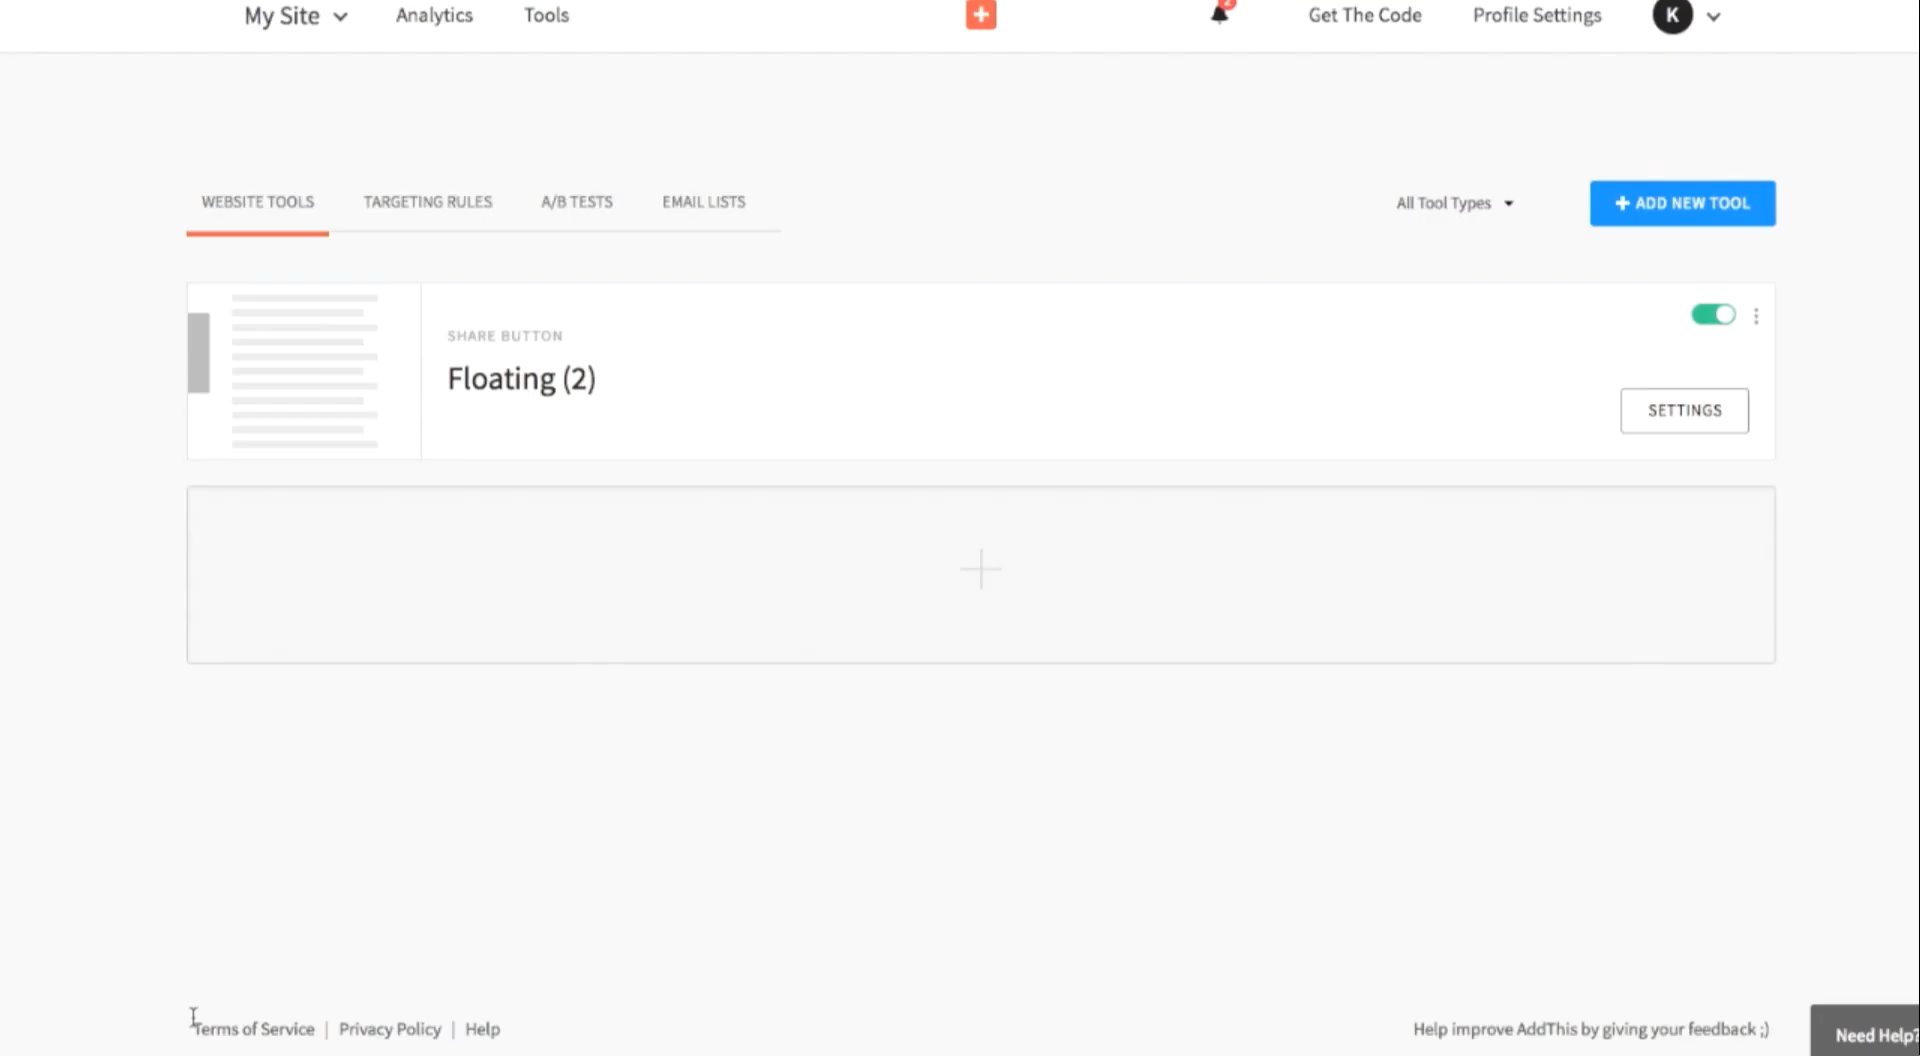 My Site Analytics Tools 2 Get The Code Profile Settings K
WEBSITE TOOLS TARGETING RULES A/B TESTS EMAIL LISTS All Tool Types + ADD NEW TOOL
SHARE BUTTON
Floating (2)
SETTINGS
Terms of Service | Privacy Policy | Help Help improve AddThis by giving your feedback ;)
Need Help?